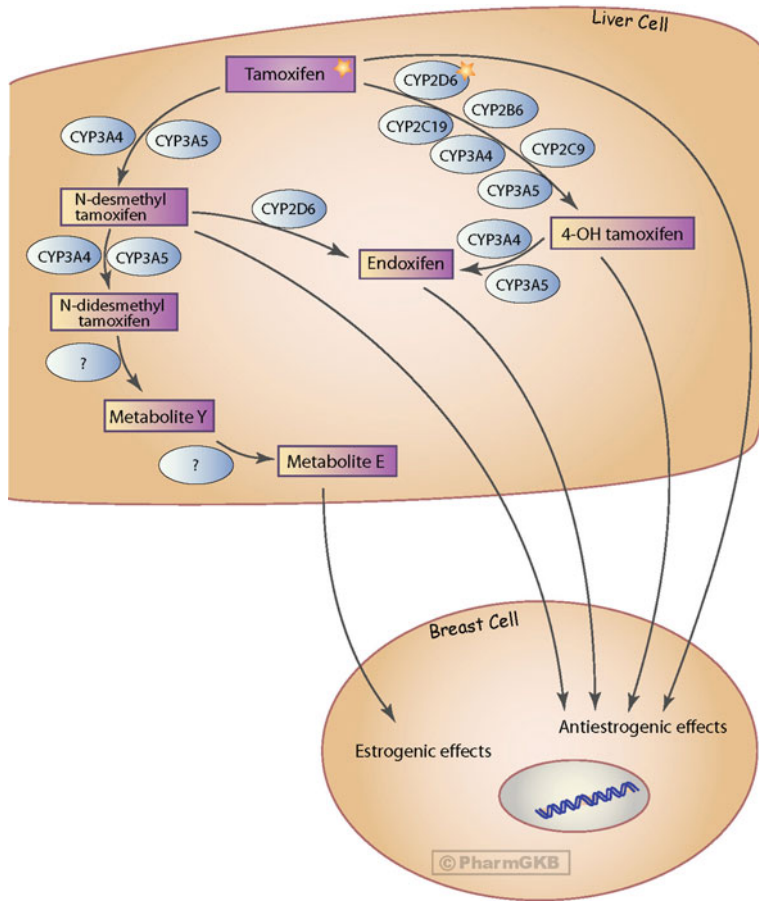 Liver Cell
Tamoxifen
CYP2D6
CYP2B6
CYP2C19
CYP2C9
CYP3A4
CYP3A5
CYP3A4
CYP3A5
N-desmethyl
tamoxifen
CYP2D6
4-OH tamoxifen
CYP3A4
CYP3A5
Endoxifen
CYP3A4
CYP3A5
N-didesmethyl
tamoxifen
?
Metabolite Y
?
Metabolite E
Breast Cell
Antiestrogenic effects
Estrogenic effects
© PharmGKB